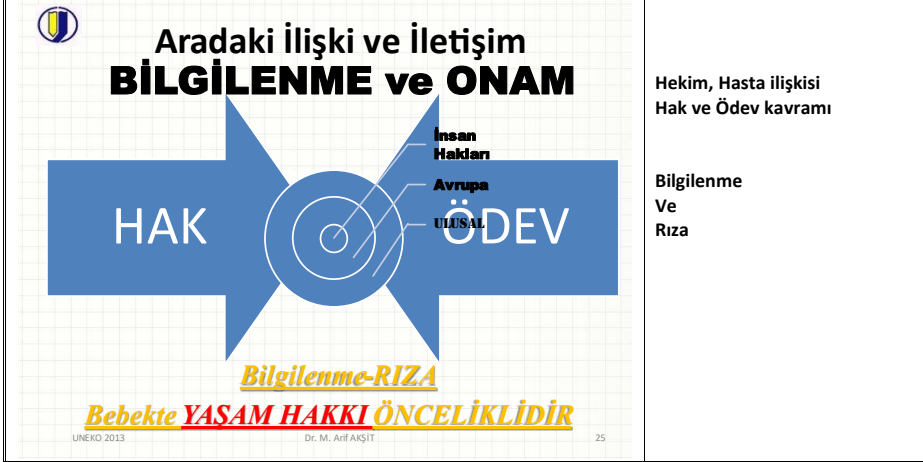 Aradaki İlişki ve İletişim
BİLGİLENME ve ONAM
İnsan
Hakları
Avrupa
ULUSAL
HAK
ÖDEV
Bilgilenme-RIZA
Bebekte YAŞAM HAKKI ÖNCELİKLİDİR
UNEKO 2013
Dr. M. Arif AKŞİT
25
Hekim, Hasta ilişkisi
Hak ve Ödev kavramı
Bilgilenme
Ve
Rıza